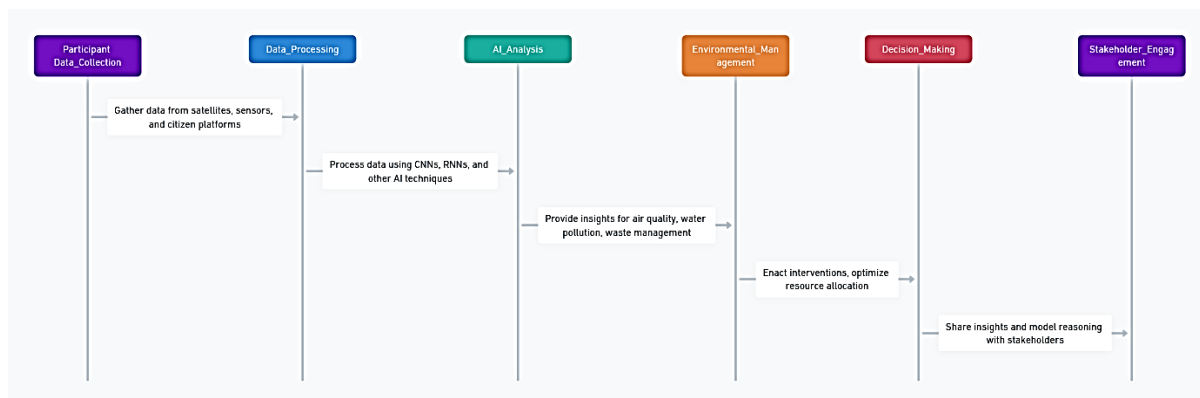 Participant
Data_Collection
Data_Processing
AI_Analysis
Environmental_Man
agement
Decision_Making
Stakeholder_Engag
ement
Gather data from satellites, sensors,
and citizen platforms
Process data using CNNs, RNNs, and
other AI techniques
Provide insights for air quality, water
pollution, waste management
Enact interventions, optimize
resource allocation
Share insights and model reasoning
with stakeholders